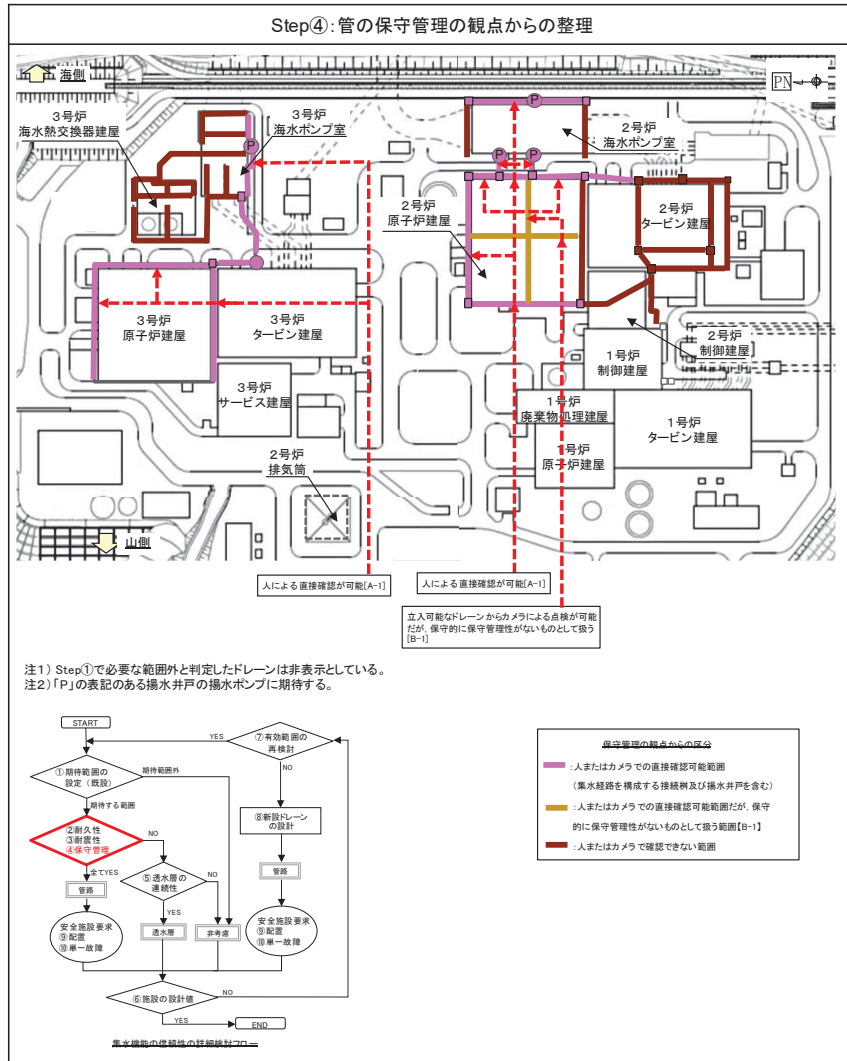 Step④：管の保守管理の観点からの整理
海側
PN
3号炉
海水熱交換器建屋
3号炉
海水ポンプ室
P
P
P
P
2号炉
海水ポンプ室
2号炉
原子炉建屋
2号炉
タービン建屋
3号炉
原子炉建屋
3号炉
タービン建屋
2号炉
制御建屋
1号炉
制御建屋
3号炉
サービス建屋
1号炉
廃棄物処理建屋
1号炉
タービン建屋
1号炉
原子炉建屋
2号炉
排気筒
山側
人による直接確認が可能[A-1]
人による直接確認が可能[A-1]
立入可能なドレーンからカメラによる点検が可能
だが，保守的に保守管理性がないものとして扱う
[B-1]
注1）Step①で必要な範囲外と判定したドレーンは非表示としている。
注2）「P」の表記のある揚水井戸の揚水ポンプに期待する。
START
YES
⑦有効範囲の
再検討
①期待範囲の
設定（既設）
期待範囲外
NO
期待する範囲
⑧新設ドレーン
の設計
②耐久性
③耐震性
④保守管理
NO
全てYES
⑤透水層の
連続性
NO
管路
管路
YES
安全施設要求
⑨配置
⑩単一故障
透水層
非考慮
安全施設要求
⑨配置
⑩単一故障
⑥施設の設計値
NO
YES
END
集水機能の信頼性の詳細検討フロー
保守管理の観点からの区分
：人またはカメラでの直接確認可能範囲
（集水経路を構成する接続桝及び揚水井戸を含む）
：人またはカメラでの直接確認可能範囲だが，保守
的に保守管理性がないものとして扱う範囲【B-1】
：人またはカメラで確認できない範囲